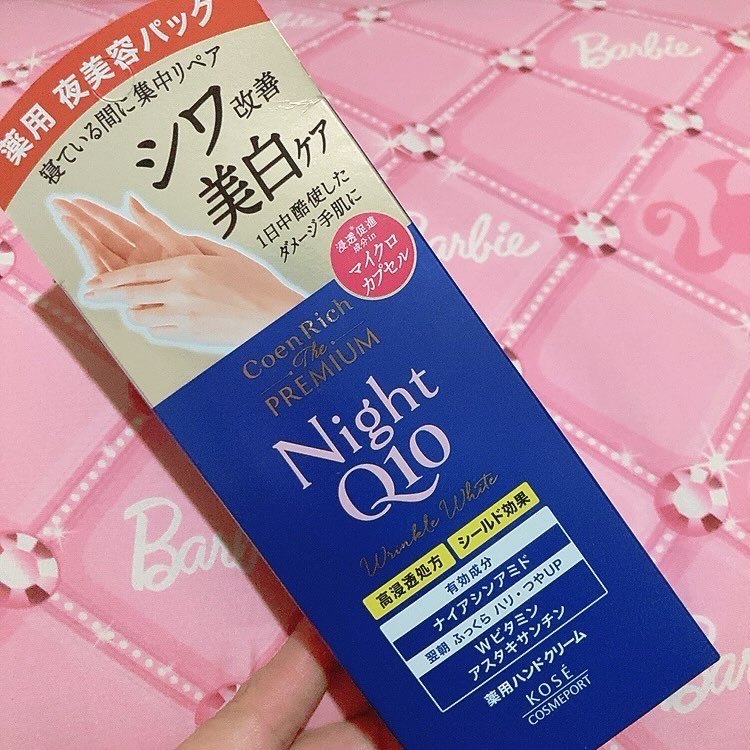 薬用 夜美容パック
寝ている間に集中リペア
シワ改善
美白ケア
1日中酷使した
ダメージ手肌に
浸透*促進
成分in
マイクロ
カプセル
CoenRich
The
PREMIUM
Night
Q10
Wrinkle White
高浸透処方 シールド効果
有効成分
ナイアシンアミド
翌朝 ふっくら ハリ・つやUP
Wビタミン
アスタキサンチン
薬用ハンドクリーム
KOSÉ
COSMEPORT
Barbie
Barbie
Barbie
Barbie